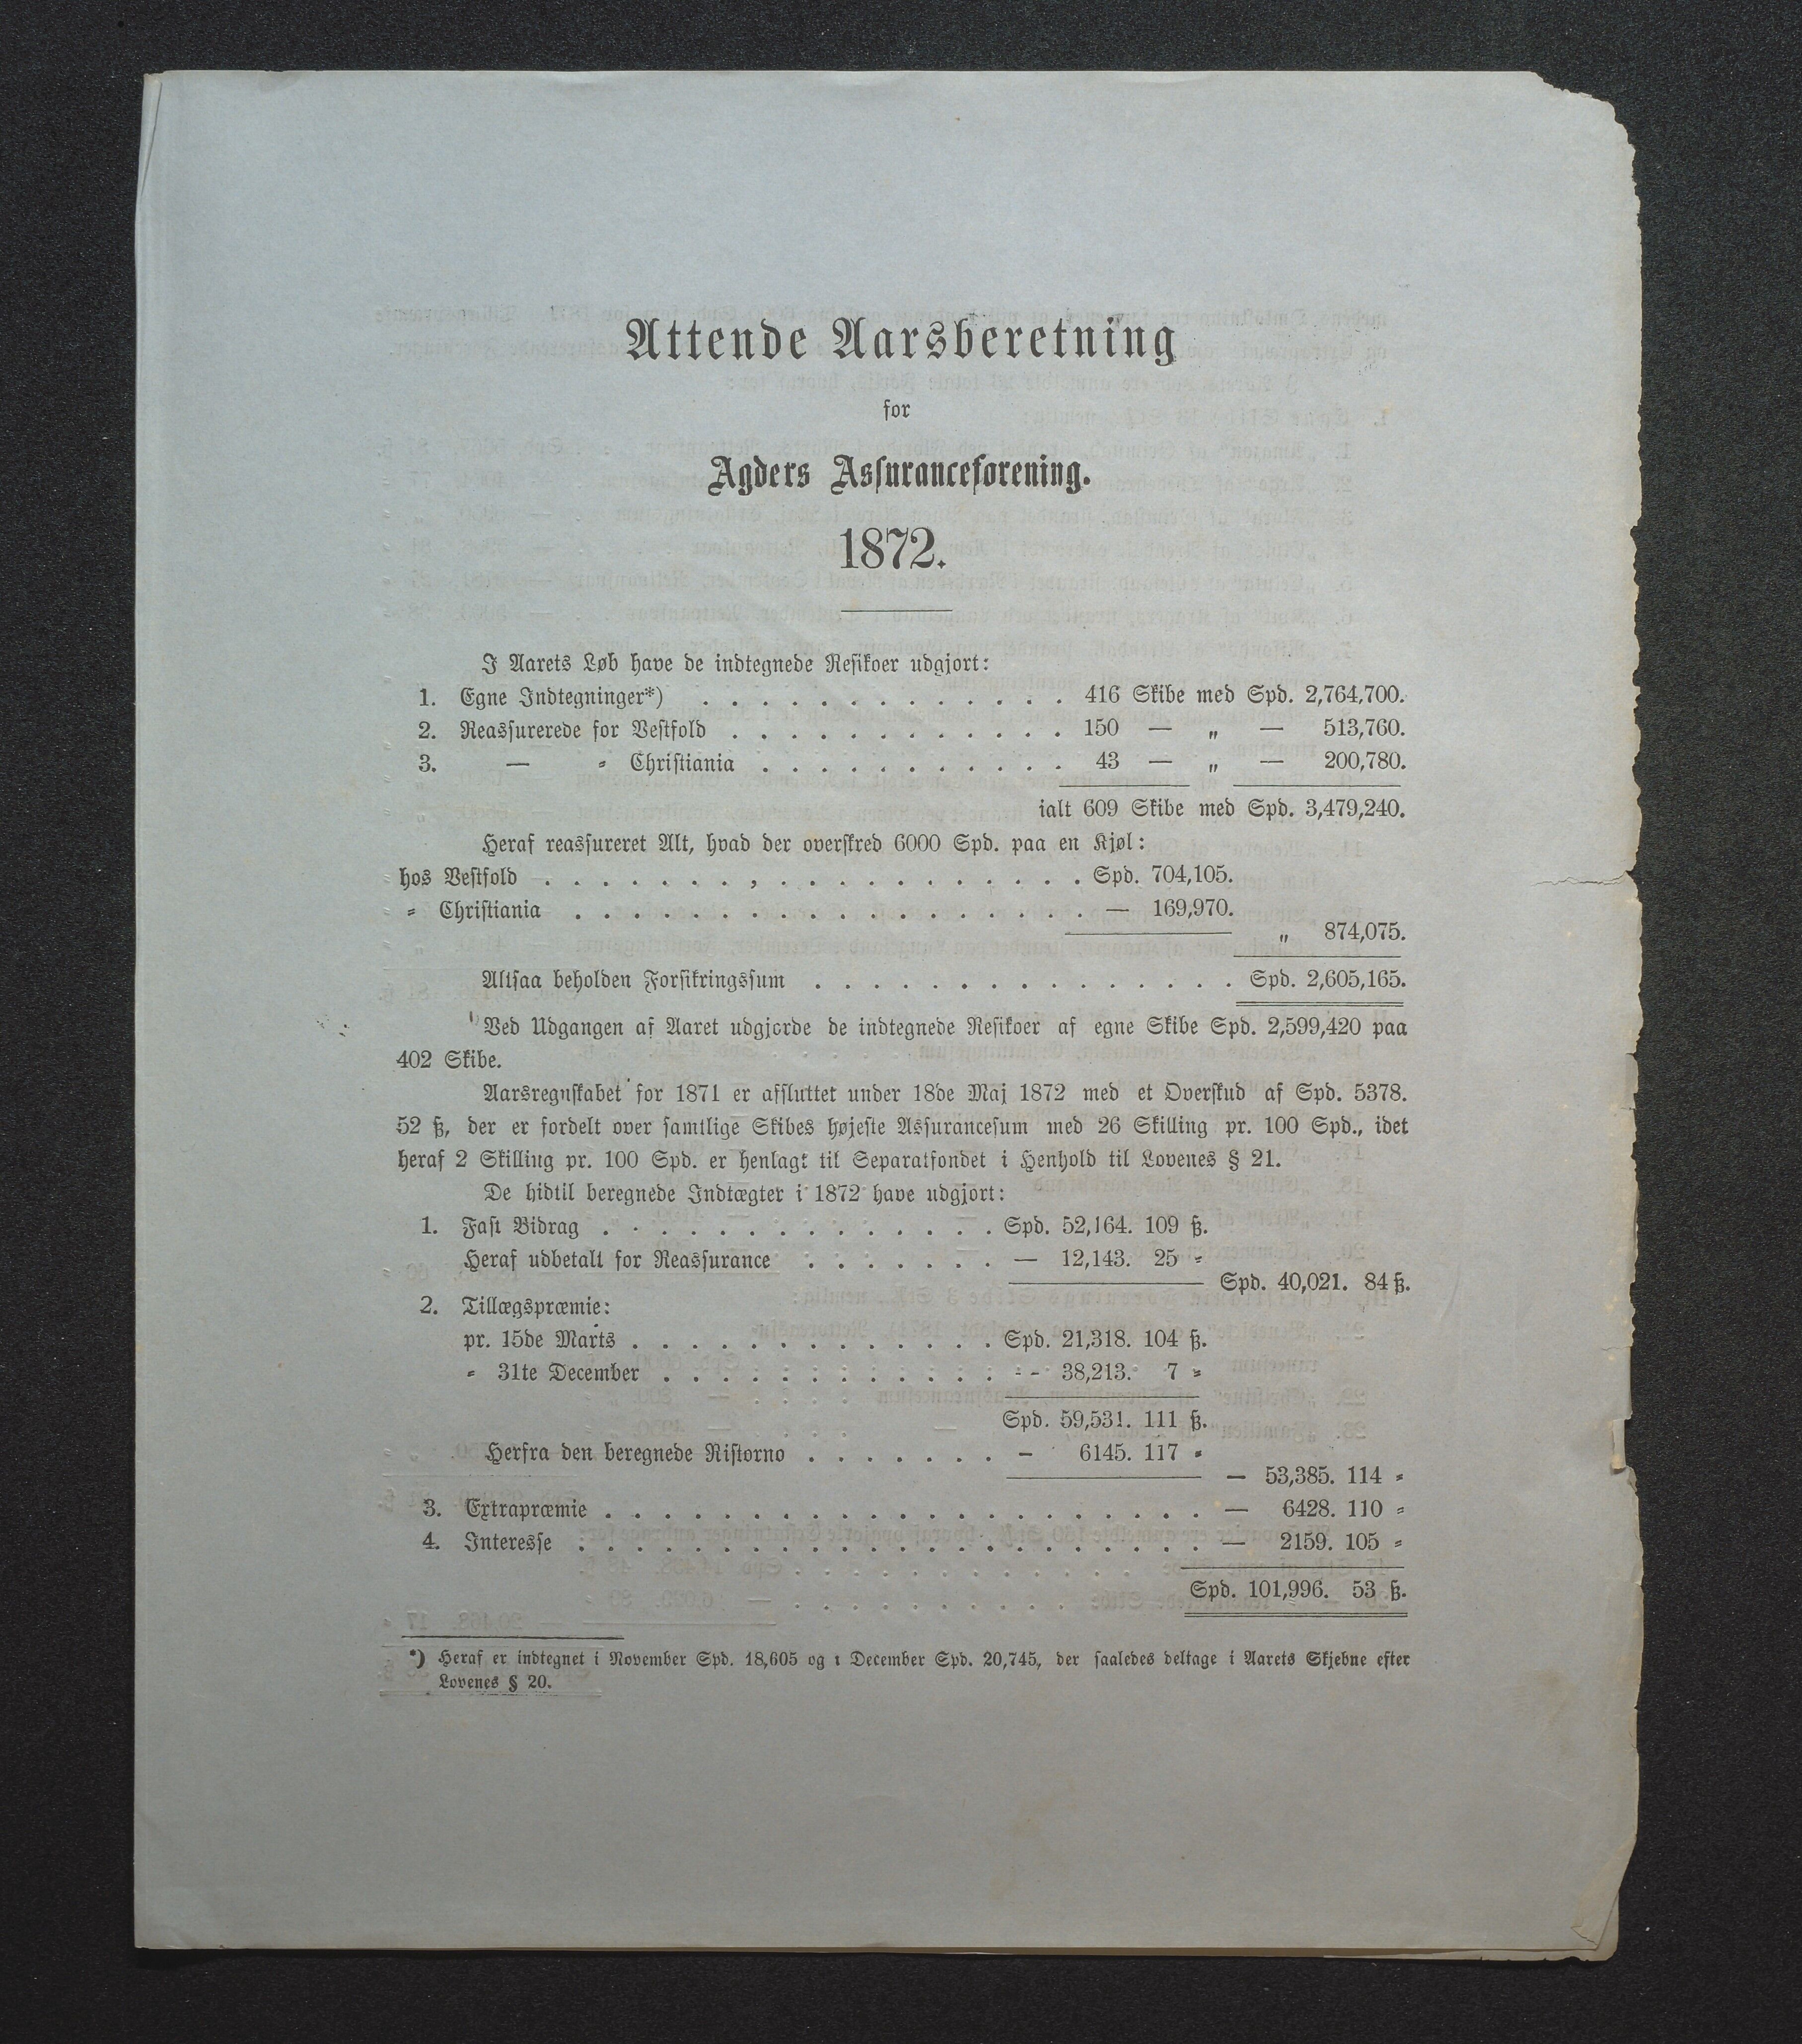 Attende Aarsberetning
for
Agders Assuranceforening.
1872.
I Aarets Løb have de indtegnede Resikoer udgjort:
1. Egne Indtegninger*) . . . . . . . . . . . . . 416 Skibe med Spd. 2,764,700.
2. Reassurerede for Vestfold . . . . . . . . . . . . 150 — „ — 513,760.
3. — " Christiania . . . . . . . . . . . 43 — „ — 200,780.
ialt 609 Skibe med Spd. 3,479,240.
Heraf reassureret Alt, hvad der overskred 6000 Spd. paa en Kjøl:
hos Vestfold . . . . . . . , . . . . . . . . . . . Spd. 704,105.
" Christiania . . . . . . . . . . . . . . . . . . — 169,970.
„ 874,075.
Altsaa beholden Forsikringssum . . . . . . . . . . . . . . . Spd. 2,605,165.
Ved Udgangen af Aaret udgjorde de indtegnede Resikoer af egne Skibe Spd. 2,599,420 paa
402 Skibe.
Aarsregnskabet for 1871 er afsluttet under 18de Maj 1872 med et Overskud af Spd. 5378.
52 ß, der er fordelt over samtlige Skibes højeste Assurancesum med 26 Skilling pr. 100 Spd., idet
heraf 2 Skilling pr. 100 Spd. er henlagt til Separatfondet i Henhold til Lovenes § 21.
De hidtil beregnede Indtægter i 1872 have udgjort:
1. Fast Bidrag . . . . . . . . . . . . . . Spd. 52,164. 109 ß.
Heraf udbetalt for Reassurance . . . . . . . — 12,143. 25 "
Spd. 40,021. 84 ß.
2. Tillægspræmie:
pr. 15de Marts . . . . . . . . . . . . . Spd. 21,318. 104 ß.
" 31te December . . . . . . . . . . . . - - 38,213. 7 "
Spd. 59,531. 111 ß.
Herfra den beregnede Ristorno . . . . . . . — 6145. 117 "
— 53,385. 114 "
3. Extrapræmie . . . . . . . . . . . . . . . . . . . . . — 6428. 110 "
4. Interesse . . . . . . . . . . . . . . . . . . . . . . — 2159. 105 "
Spd. 101,996. 53 ß.
*) Heraf er indtegnet i November Spd. 18,605 og i December Spd. 20,745, der saaledes deltage i Aarets Skjebne efter
Lovenes § 20.